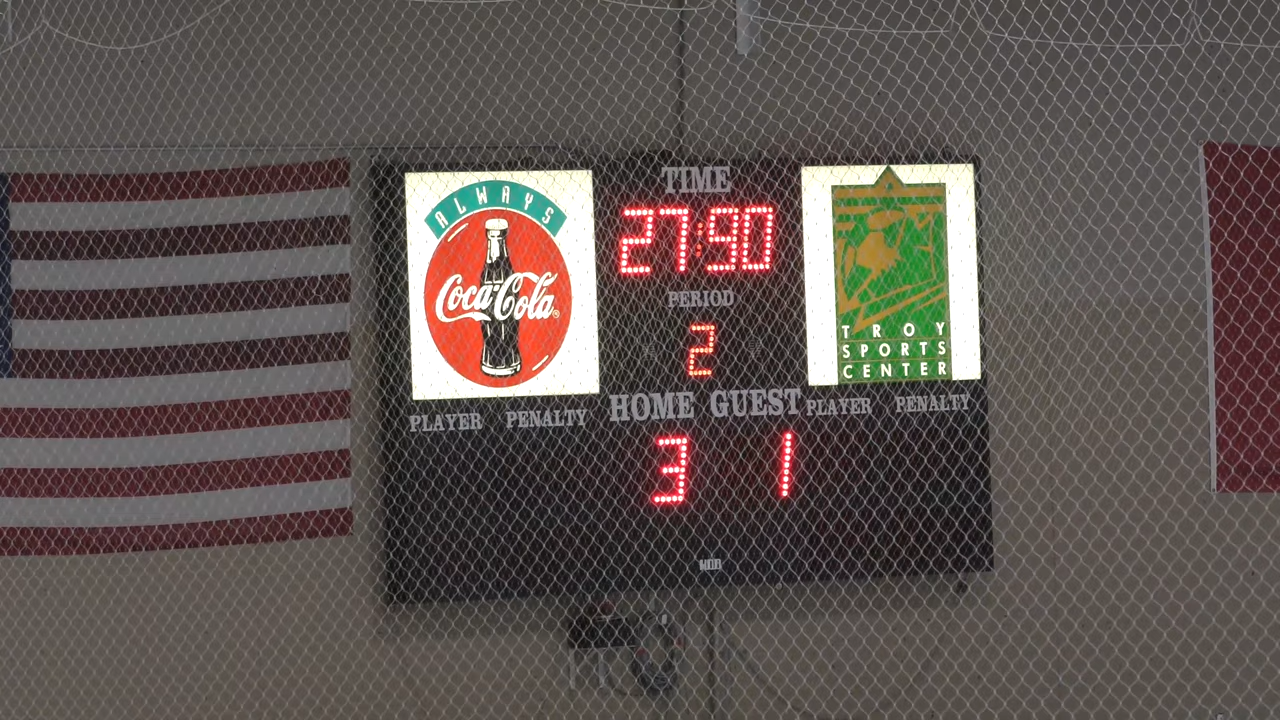 ALWAYS
Coca-Cola
TIME
27:90
PERIOD
2
TROY
SPORTS
CENTER
PLAYER PENALTY
HOME GUEST
PLAYER PENALTY
3 1